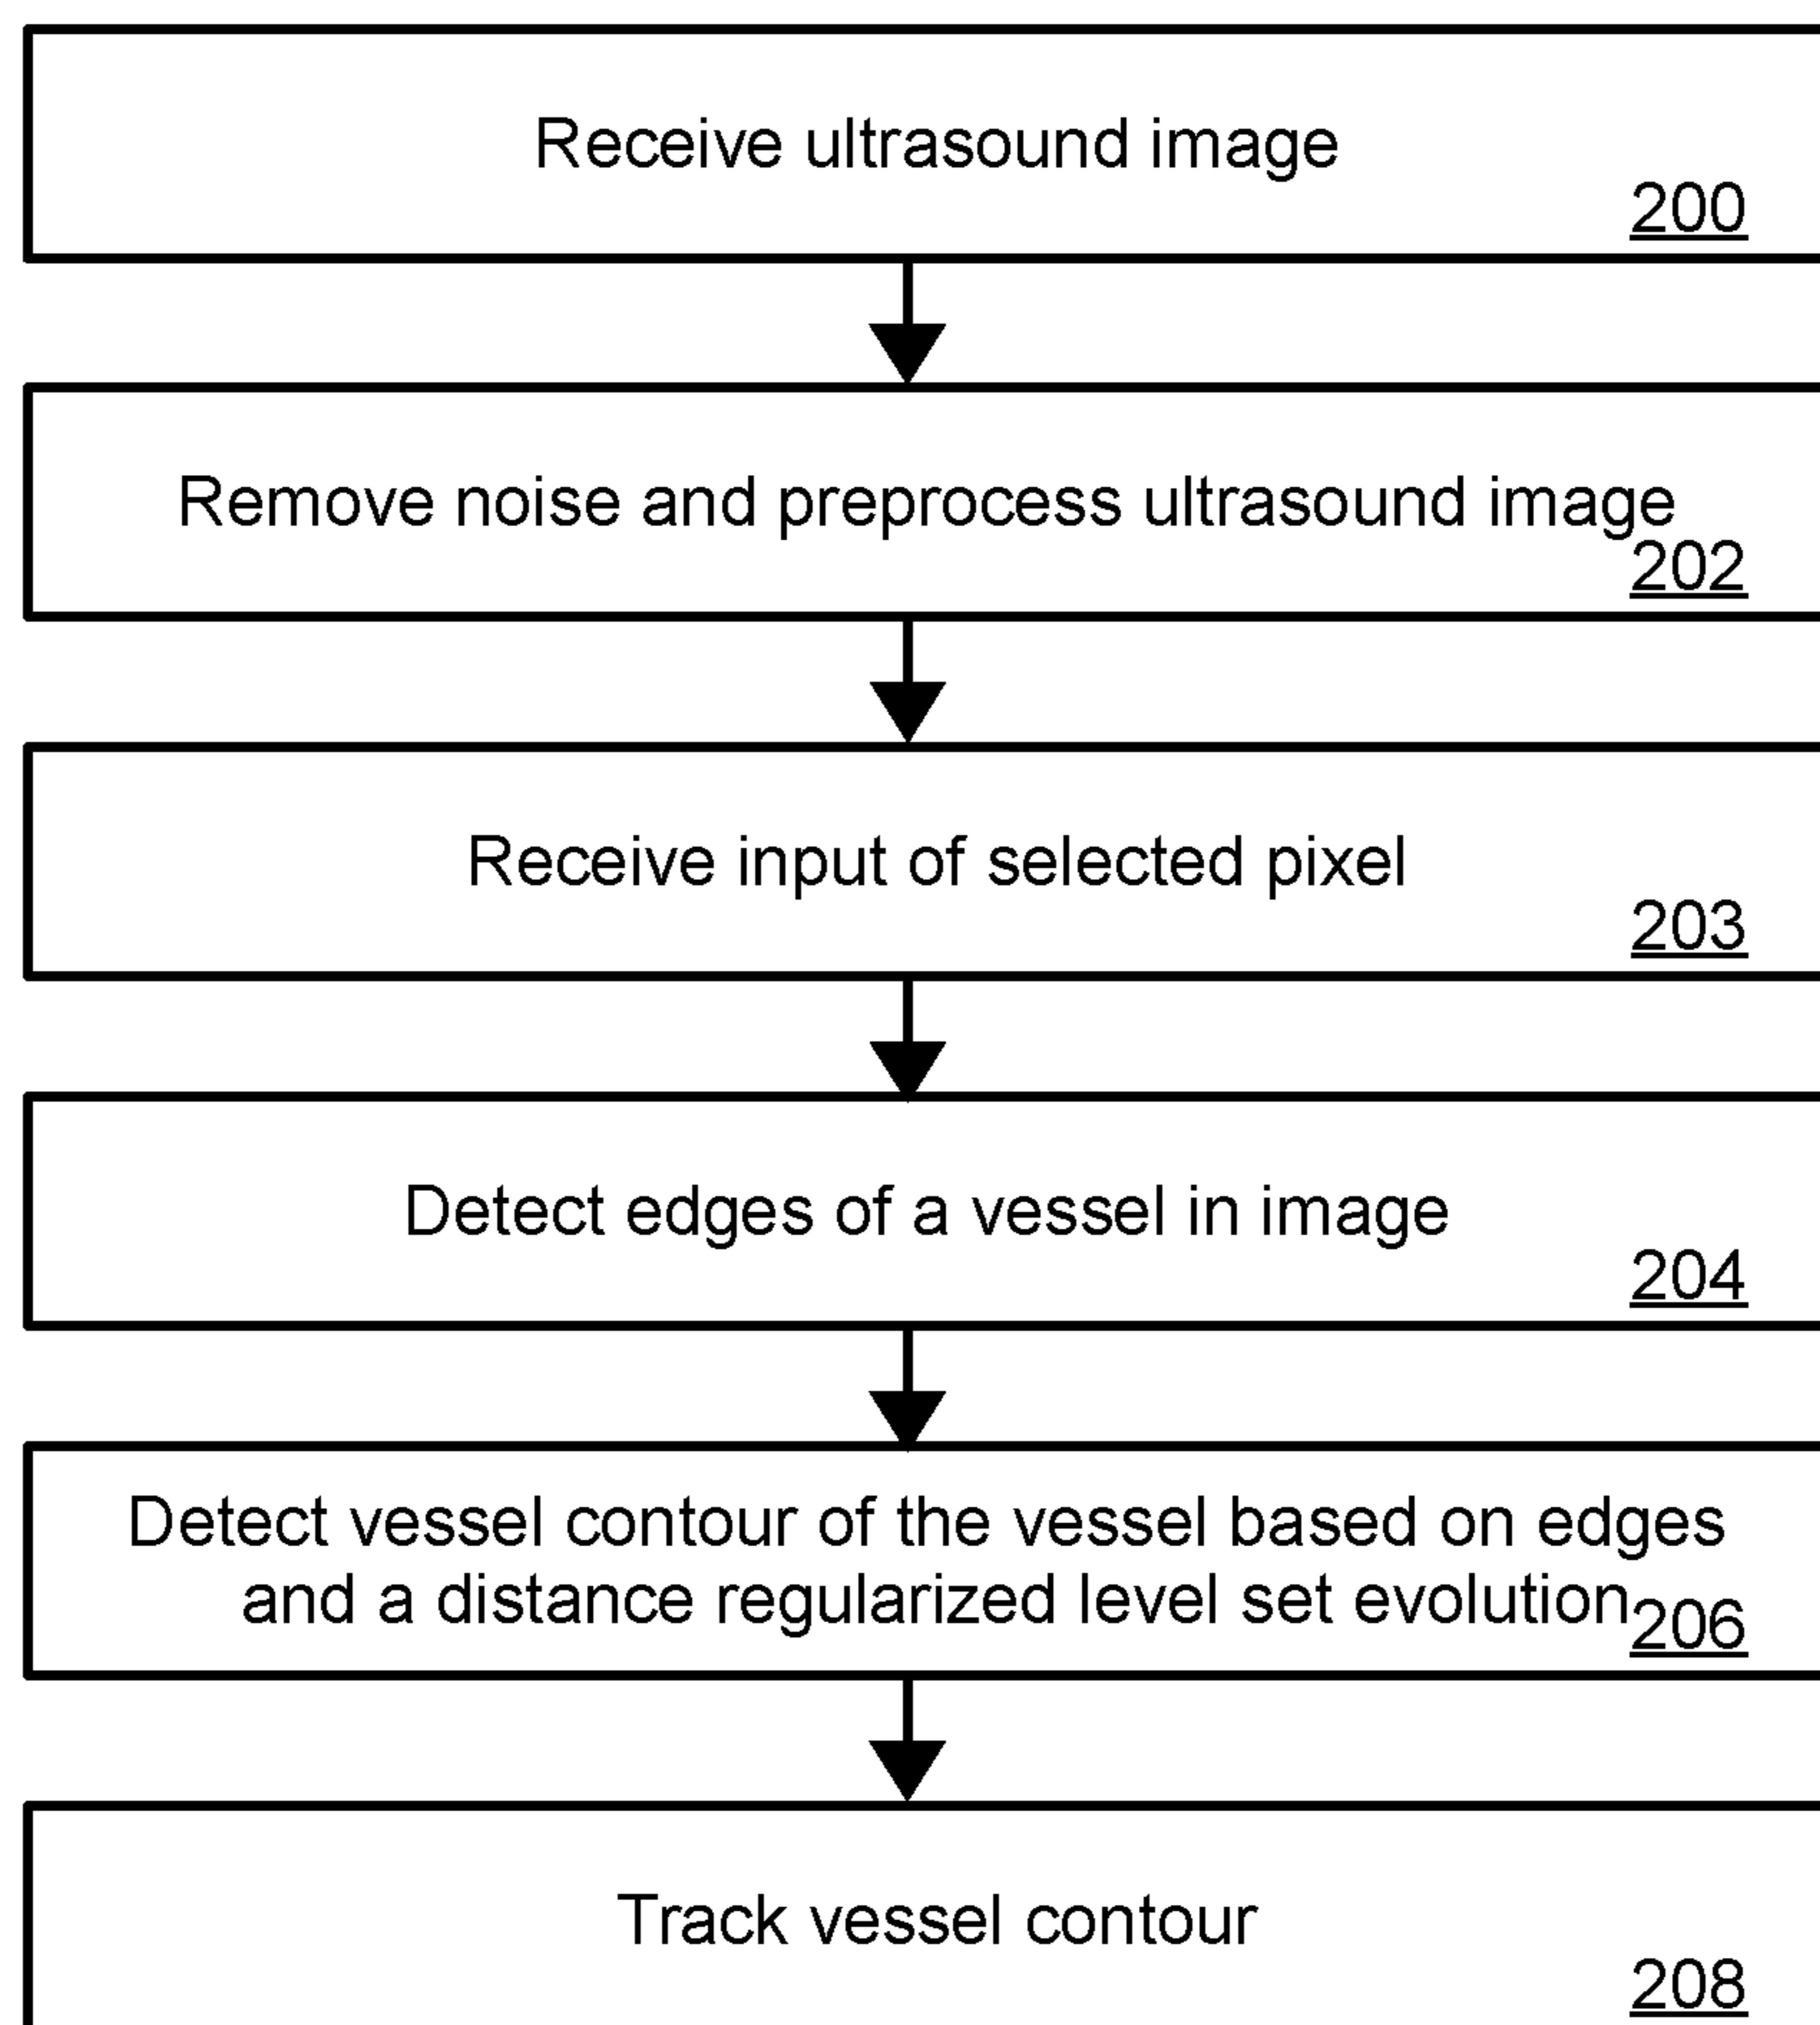 Receive ultrasound image
200
Remove noise and preprocess ultrasound image
202
Receive input of selected pixel
203
Detect edges of a vessel in image
204
Detect vessel contour of the vessel based on edges
and a distance regularized level set evolution
206
Track vessel contour
208